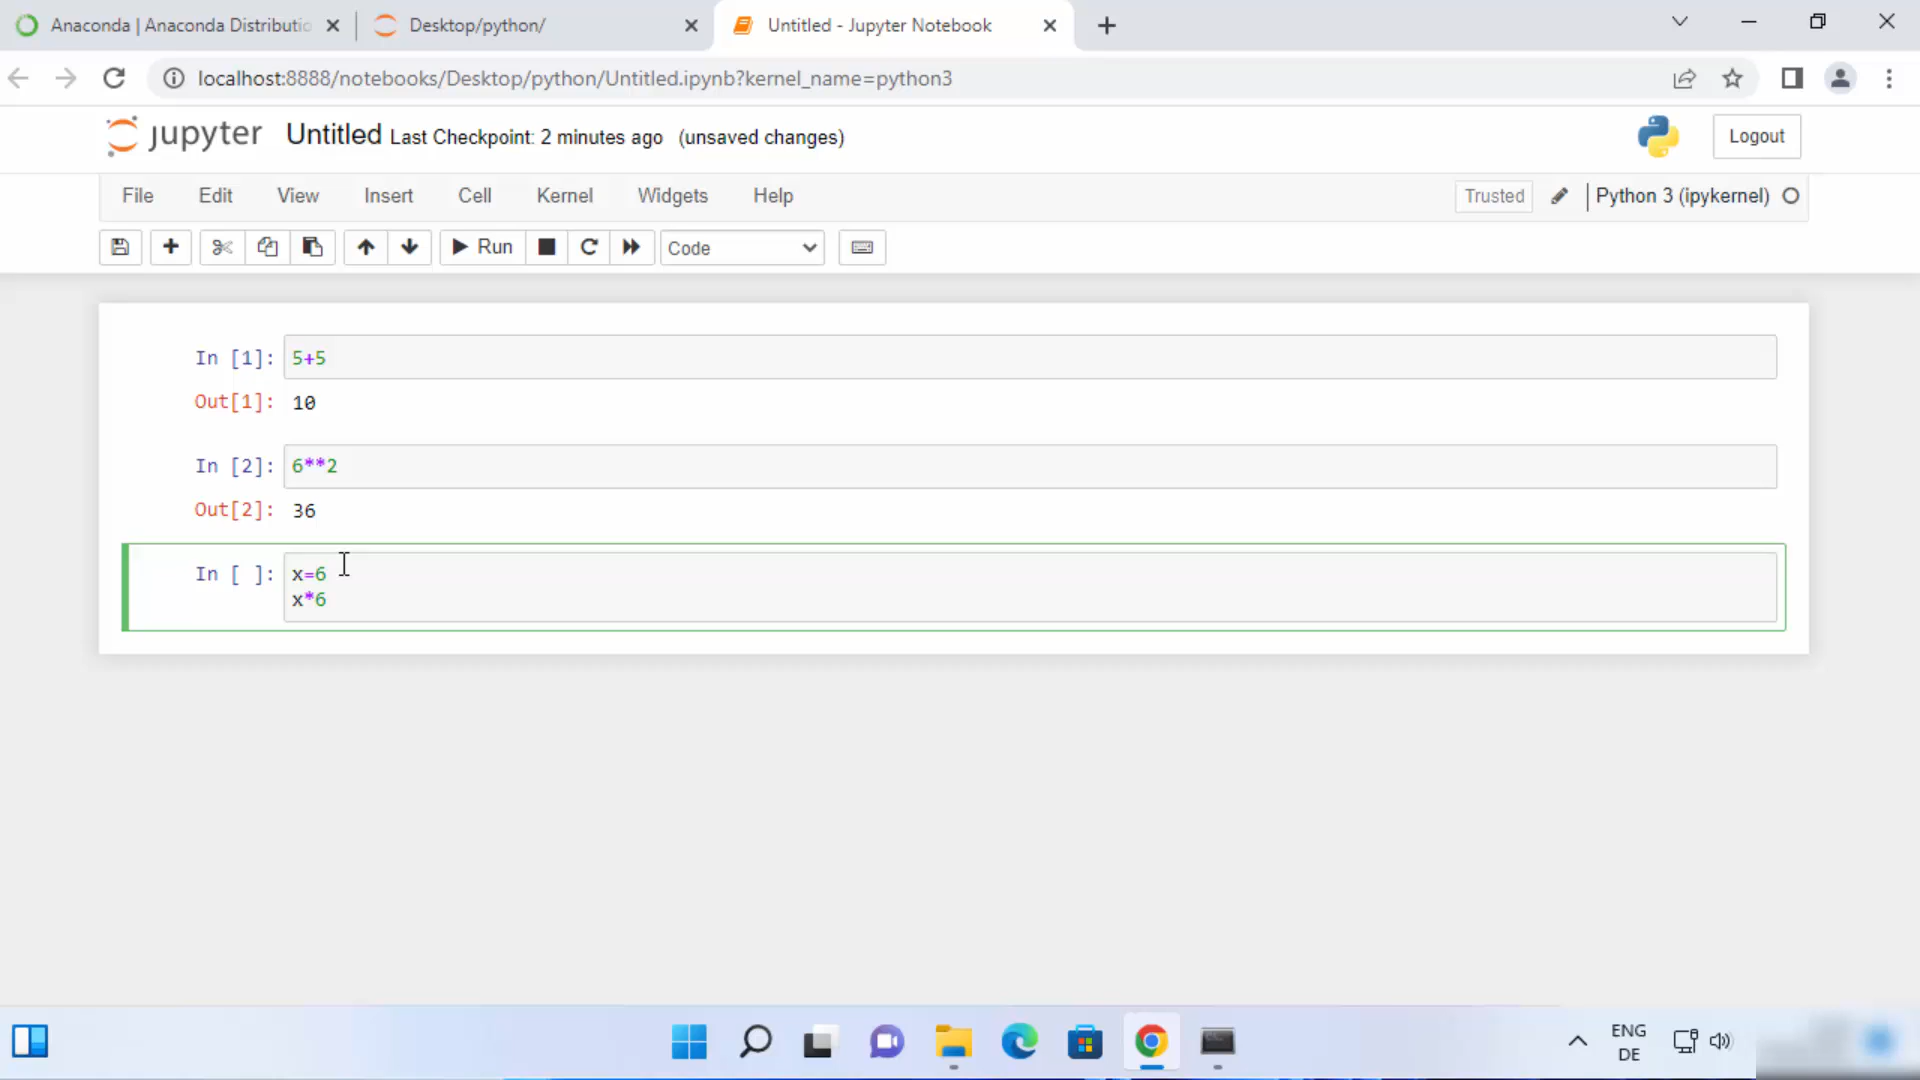 Anaconda | Anaconda Distributio
Desktop/python/
Untitled - Jupyter Notebook
localhost:8888/notebooks/Desktop/python/Untitled.ipynb?kernel_name=python3
jupyter Untitled Last Checkpoint: 2 minutes ago (unsaved changes)
Logout
File Edit View Insert Cell Kernel Widgets Help
Trusted
Python 3 (ipykernel)
Run
Code
In [1]: 5+5
Out[1]: 10
In [2]: 6**2
Out[2]: 36
In [ ]: x=6
x*6
ENG
DE